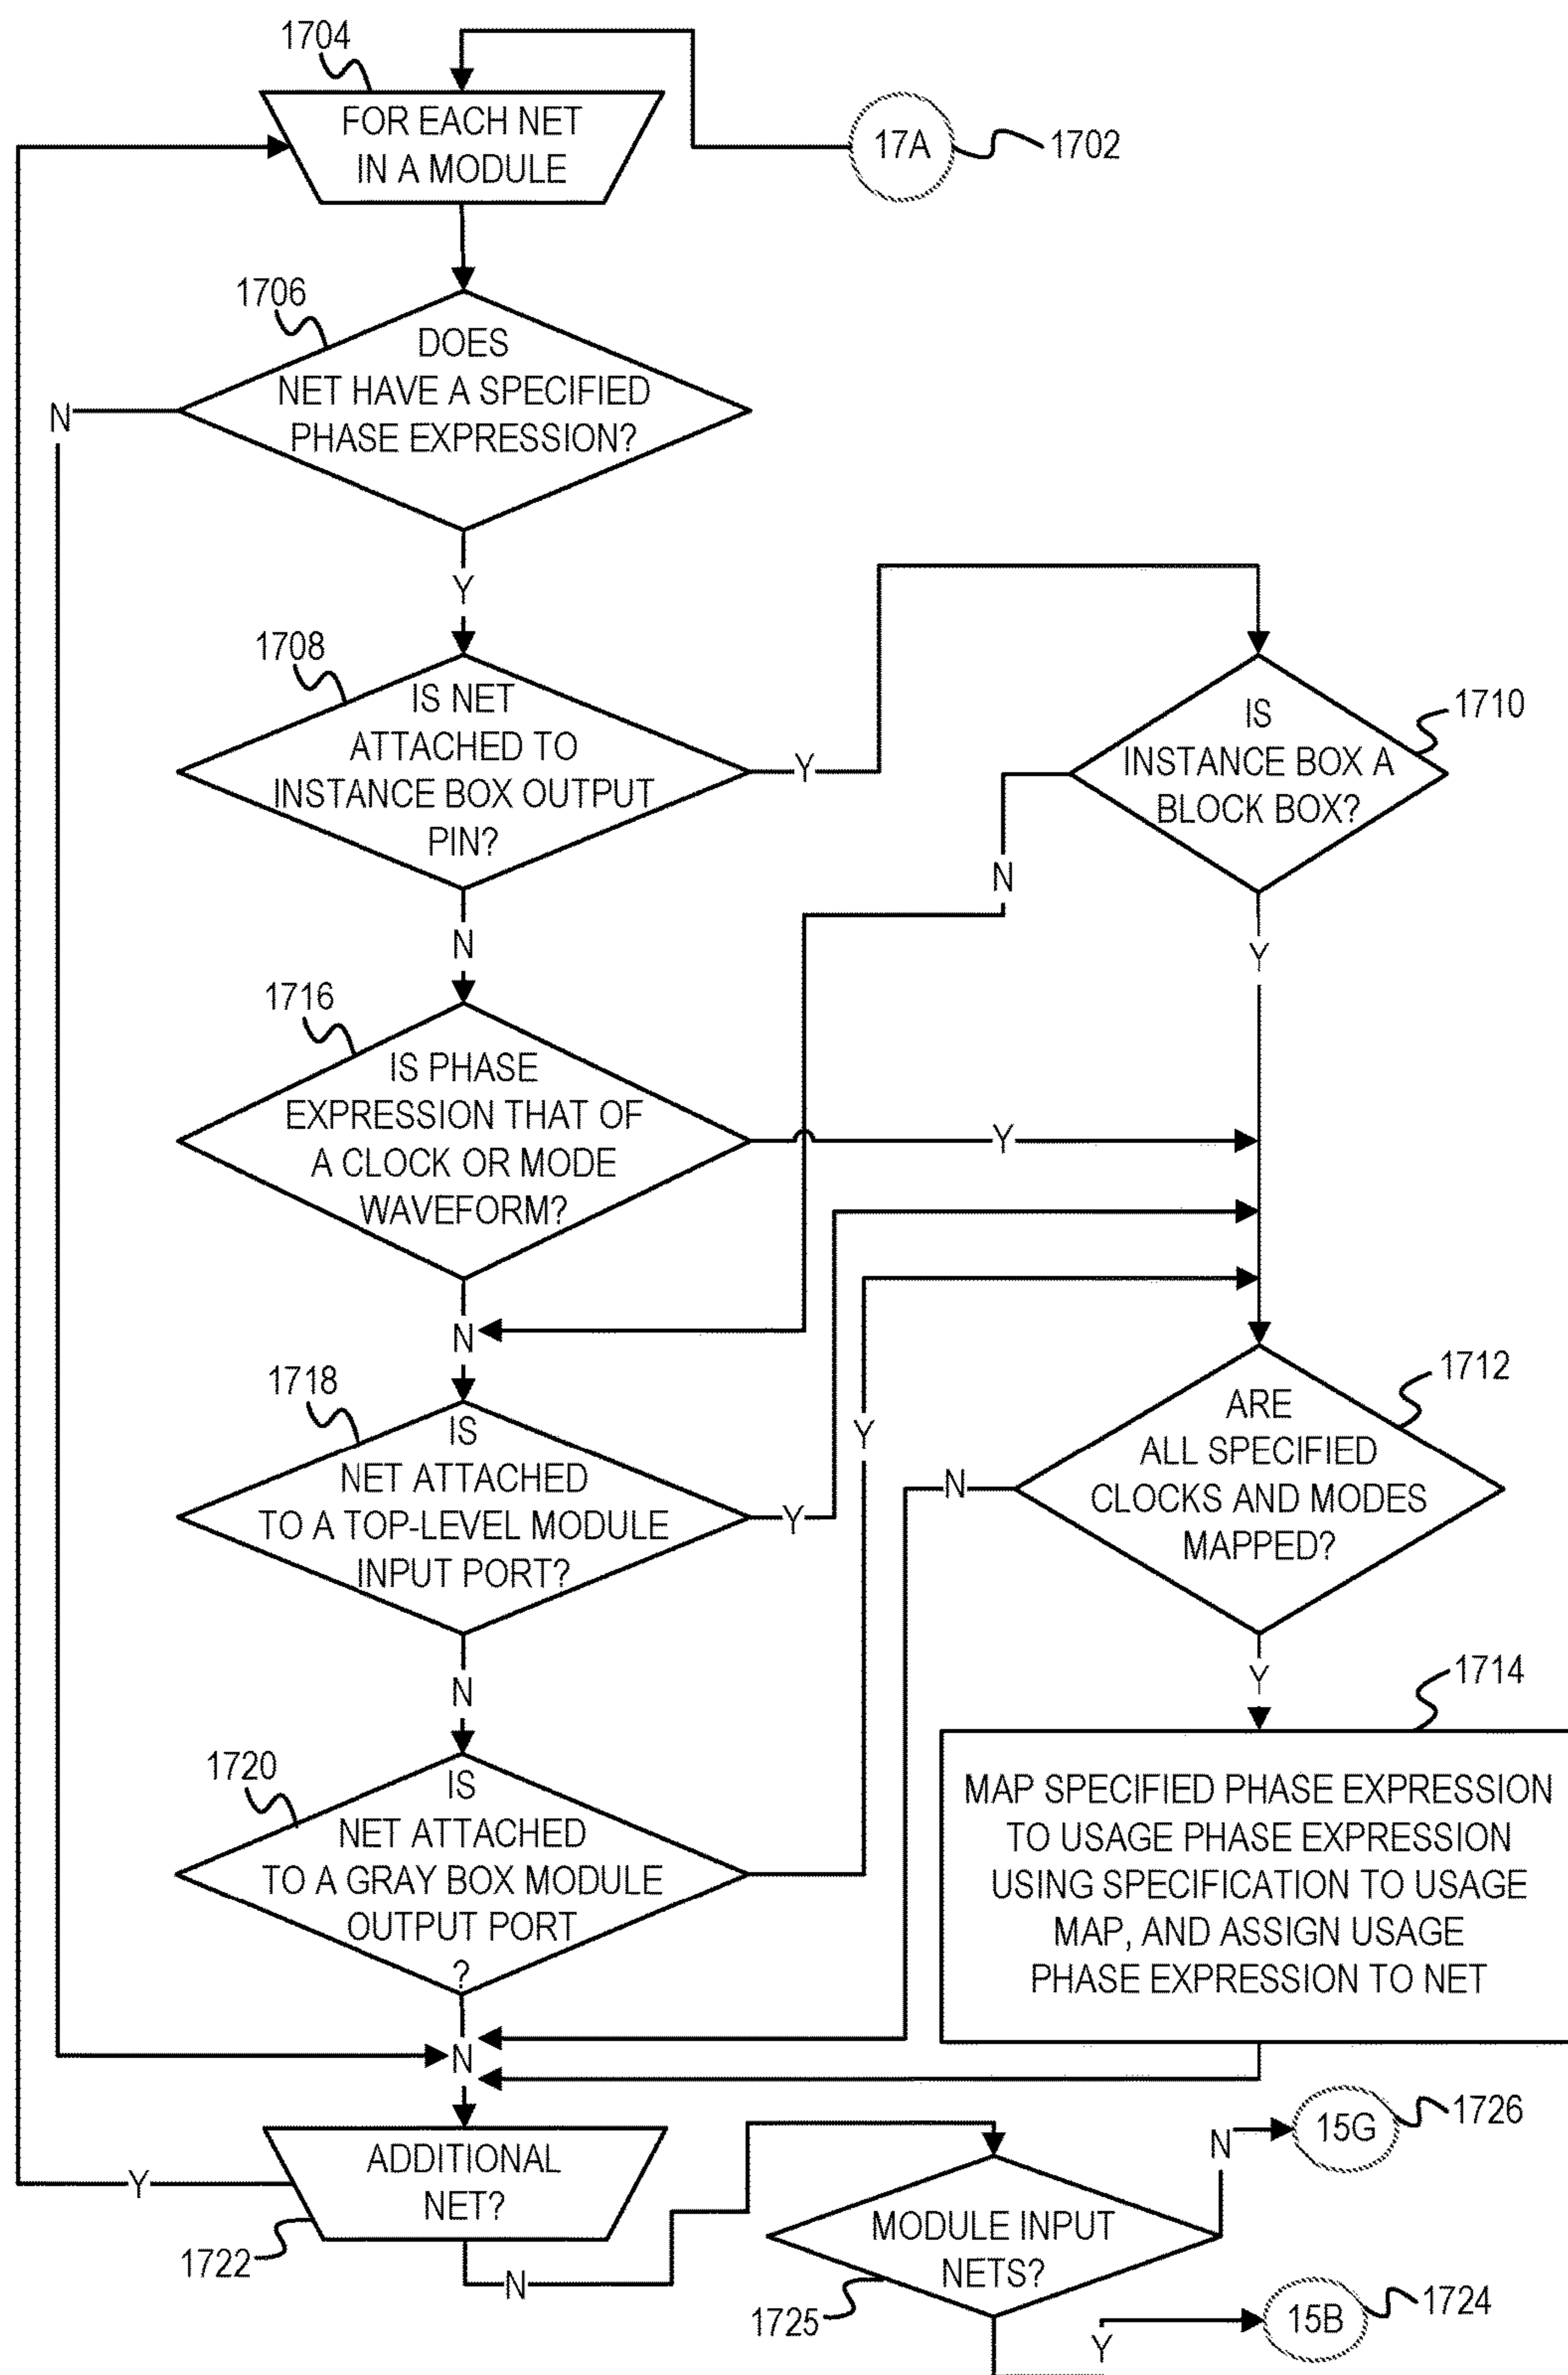 1704
FOR EACH NET
IN A MODULE
17A
1702
1706
DOES
NET HAVE A SPECIFIED
PHASE EXPRESSION?
N
Y
1708
IS NET
ATTACHED TO
INSTANCE BOX OUTPUT
PIN?
Y
N
1710
IS
INSTANCE BOX A
BLOCK BOX?
N
Y
1716
IS PHASE
EXPRESSION THAT OF
A CLOCK OR MODE
WAVEFORM?
Y
N
1718
IS
NET ATTACHED
TO A TOP-LEVEL MODULE
INPUT PORT?
Y
N
Y
1712
ARE
ALL SPECIFIED
CLOCKS AND MODES
MAPPED?
N
Y
1720
IS
NET ATTACHED
TO A GRAY BOX MODULE
OUTPUT PORT
?
N
1714
MAP SPECIFIED PHASE EXPRESSION
TO USAGE PHASE EXPRESSION
USING SPECIFICATION TO USAGE
MAP, AND ASSIGN USAGE
PHASE EXPRESSION TO NET
ADDITIONAL
NET?
Y
1722
N
MODULE INPUT
NETS?
1725
N
15G
1726
Y
15B
1724